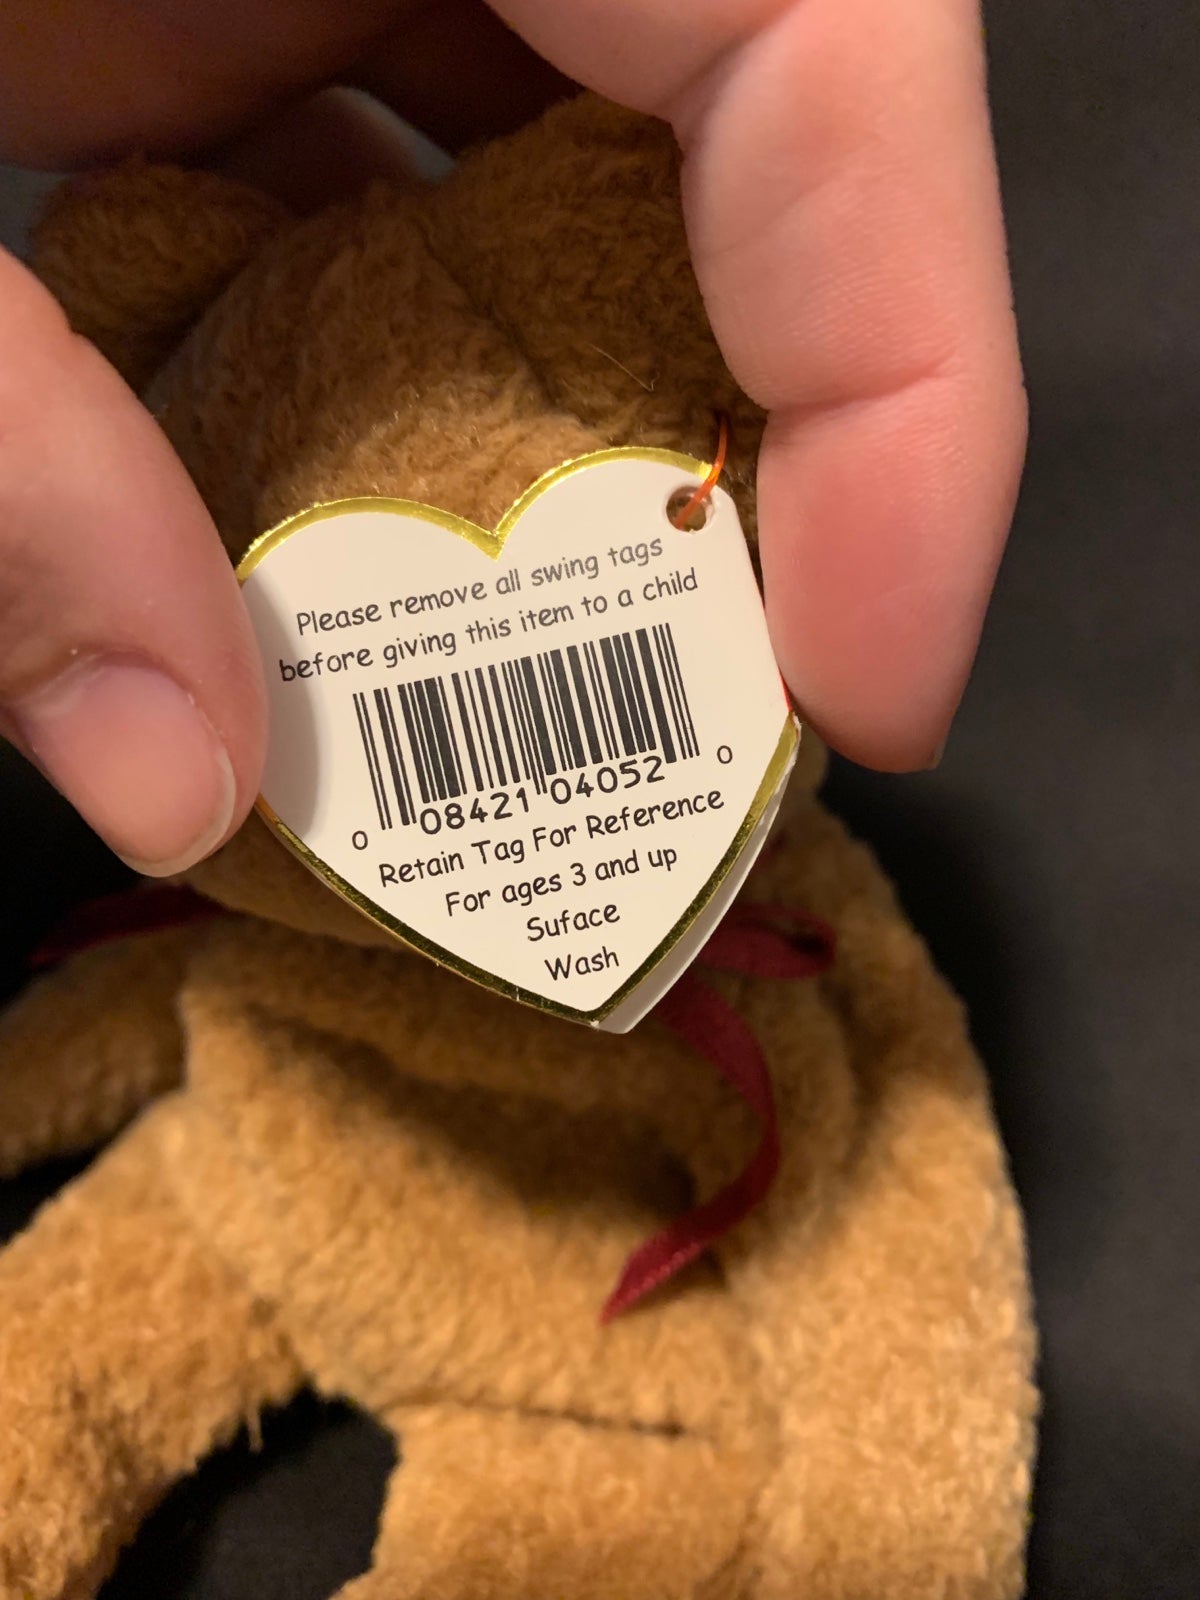 Please remove all swing tags
before giving this item to a child
0 08421 04052 0
Retain Tag For Reference
For ages 3 and up
Suface
Wash